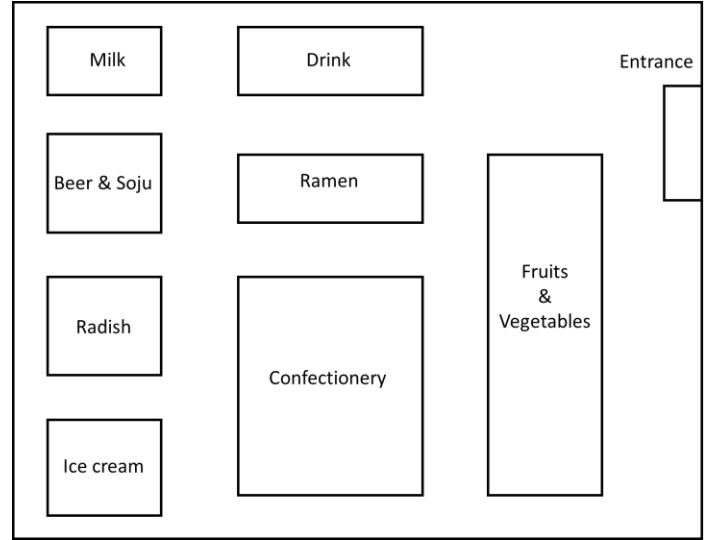 Milk
Drink
Entrance
Beer & Soju
Ramen
Fruits
&
Vegetables
Radish
Confectionery
Ice cream